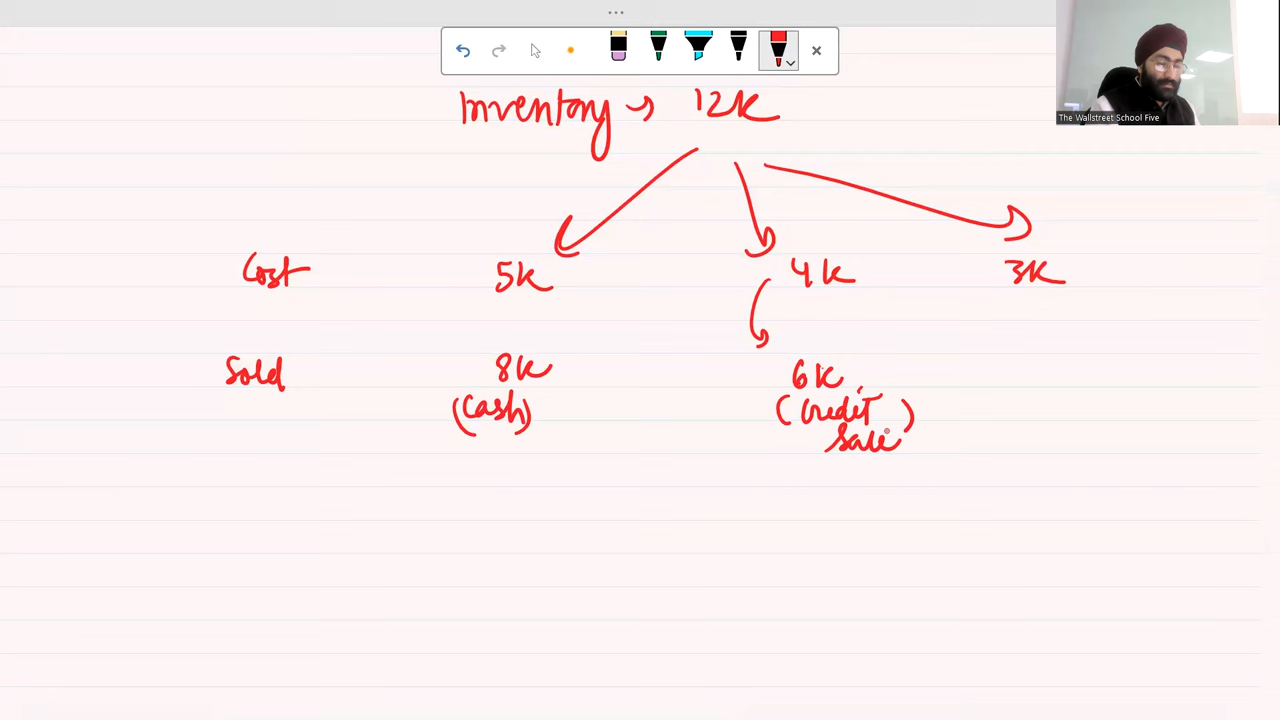 The Wallstreet School Five
Inventory → 12K
Cost 5K 4K 3K
Sold 8K 6K
(Cash) (Credit
Sale)